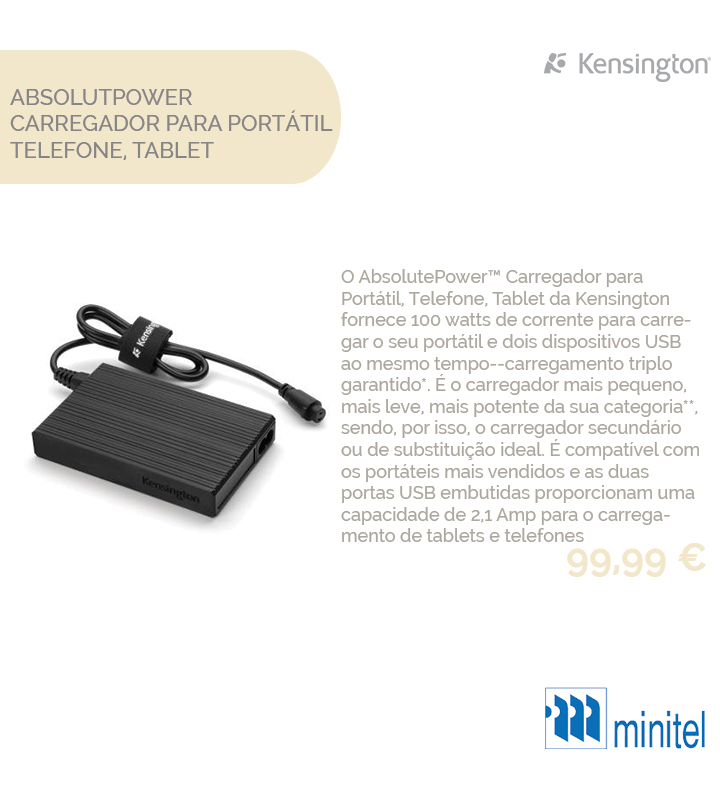 Kensington
ABSOLUTPOWER
CARREGADOR PARA PORTÁTIL
TELEFONE, TABLET
O AbsolutePower™ Carregador para
Portátil, Telefone, Tablet da Kensington
fornece 100 watts de corrente para carre-
gar o seu portátil e dois dispositivos USB
ao mesmo tempo--carregamento triplo
garantido*. É o carregador mais pequeno,
mais leve, mais potente da sua categoria**,
sendo, por isso, o carregador secundário
ou de substituição ideal. É compatível com
os portáteis mais vendidos e as duas
portas USB embutidas proporcionam uma
capacidade de 2,1 Amp para o carrega-
mento de tablets e telefones
99,99 €
Kensington
Kensington
minitel